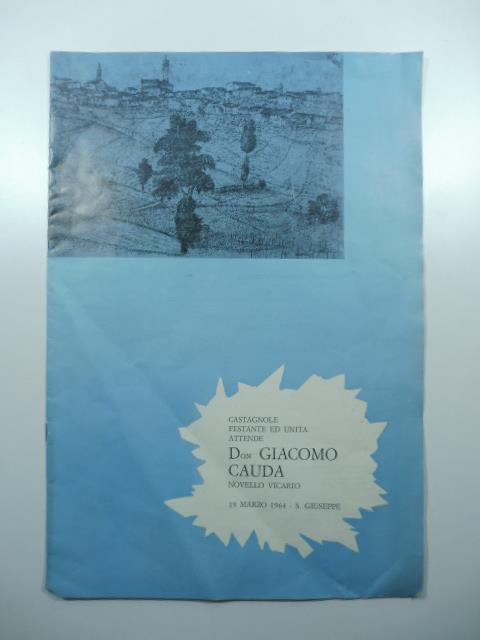 CASTAGNOLE
FESTANTE ED UNITA
ATTENDE
DON GIACOMO
CAUDA
NOVELLO VICARIO
19 MARZO 1964 - S. GIUSEPPE